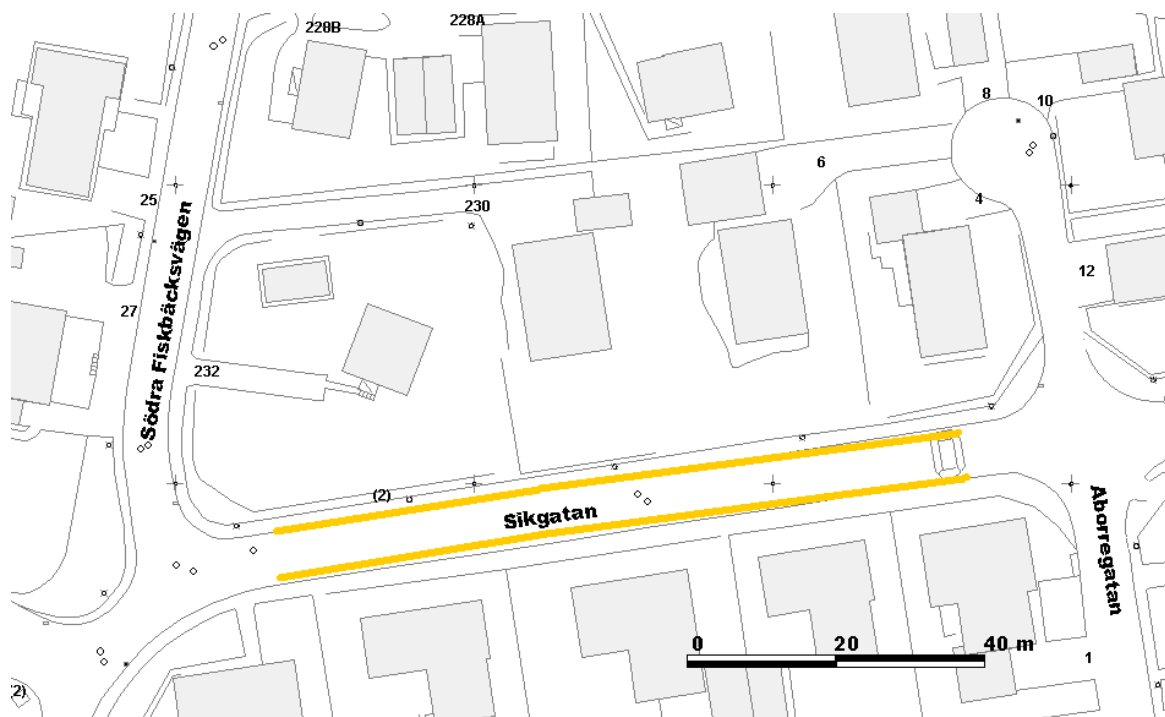 228B
228A
8
10
6
25
4
230
12
27
Södra Fiskbäcksvägen
232
(2)
Sikgatan
Aborregatan
0 20 40 m
1
(2)